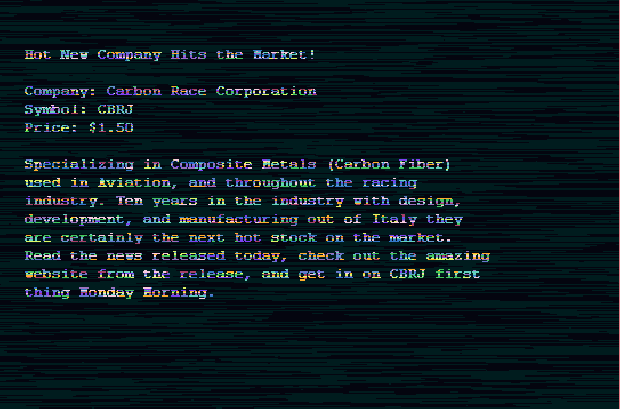 Hot New Company Hits the Market!
Company: Carbon Race Corporation
Symbol: CBRJ
Price: $1.50
Specializing in Composite Metals (Carbon Fiber)
used in Aviation, and throughout the racing
industry. Ten years in the industry with design,
development, and manufacturing out of Italy they
are certainly the next hot stock on the market.
Read the news released today, check out the amazing
website from the release, and get in on CBRJ first
thing Monday Morning.